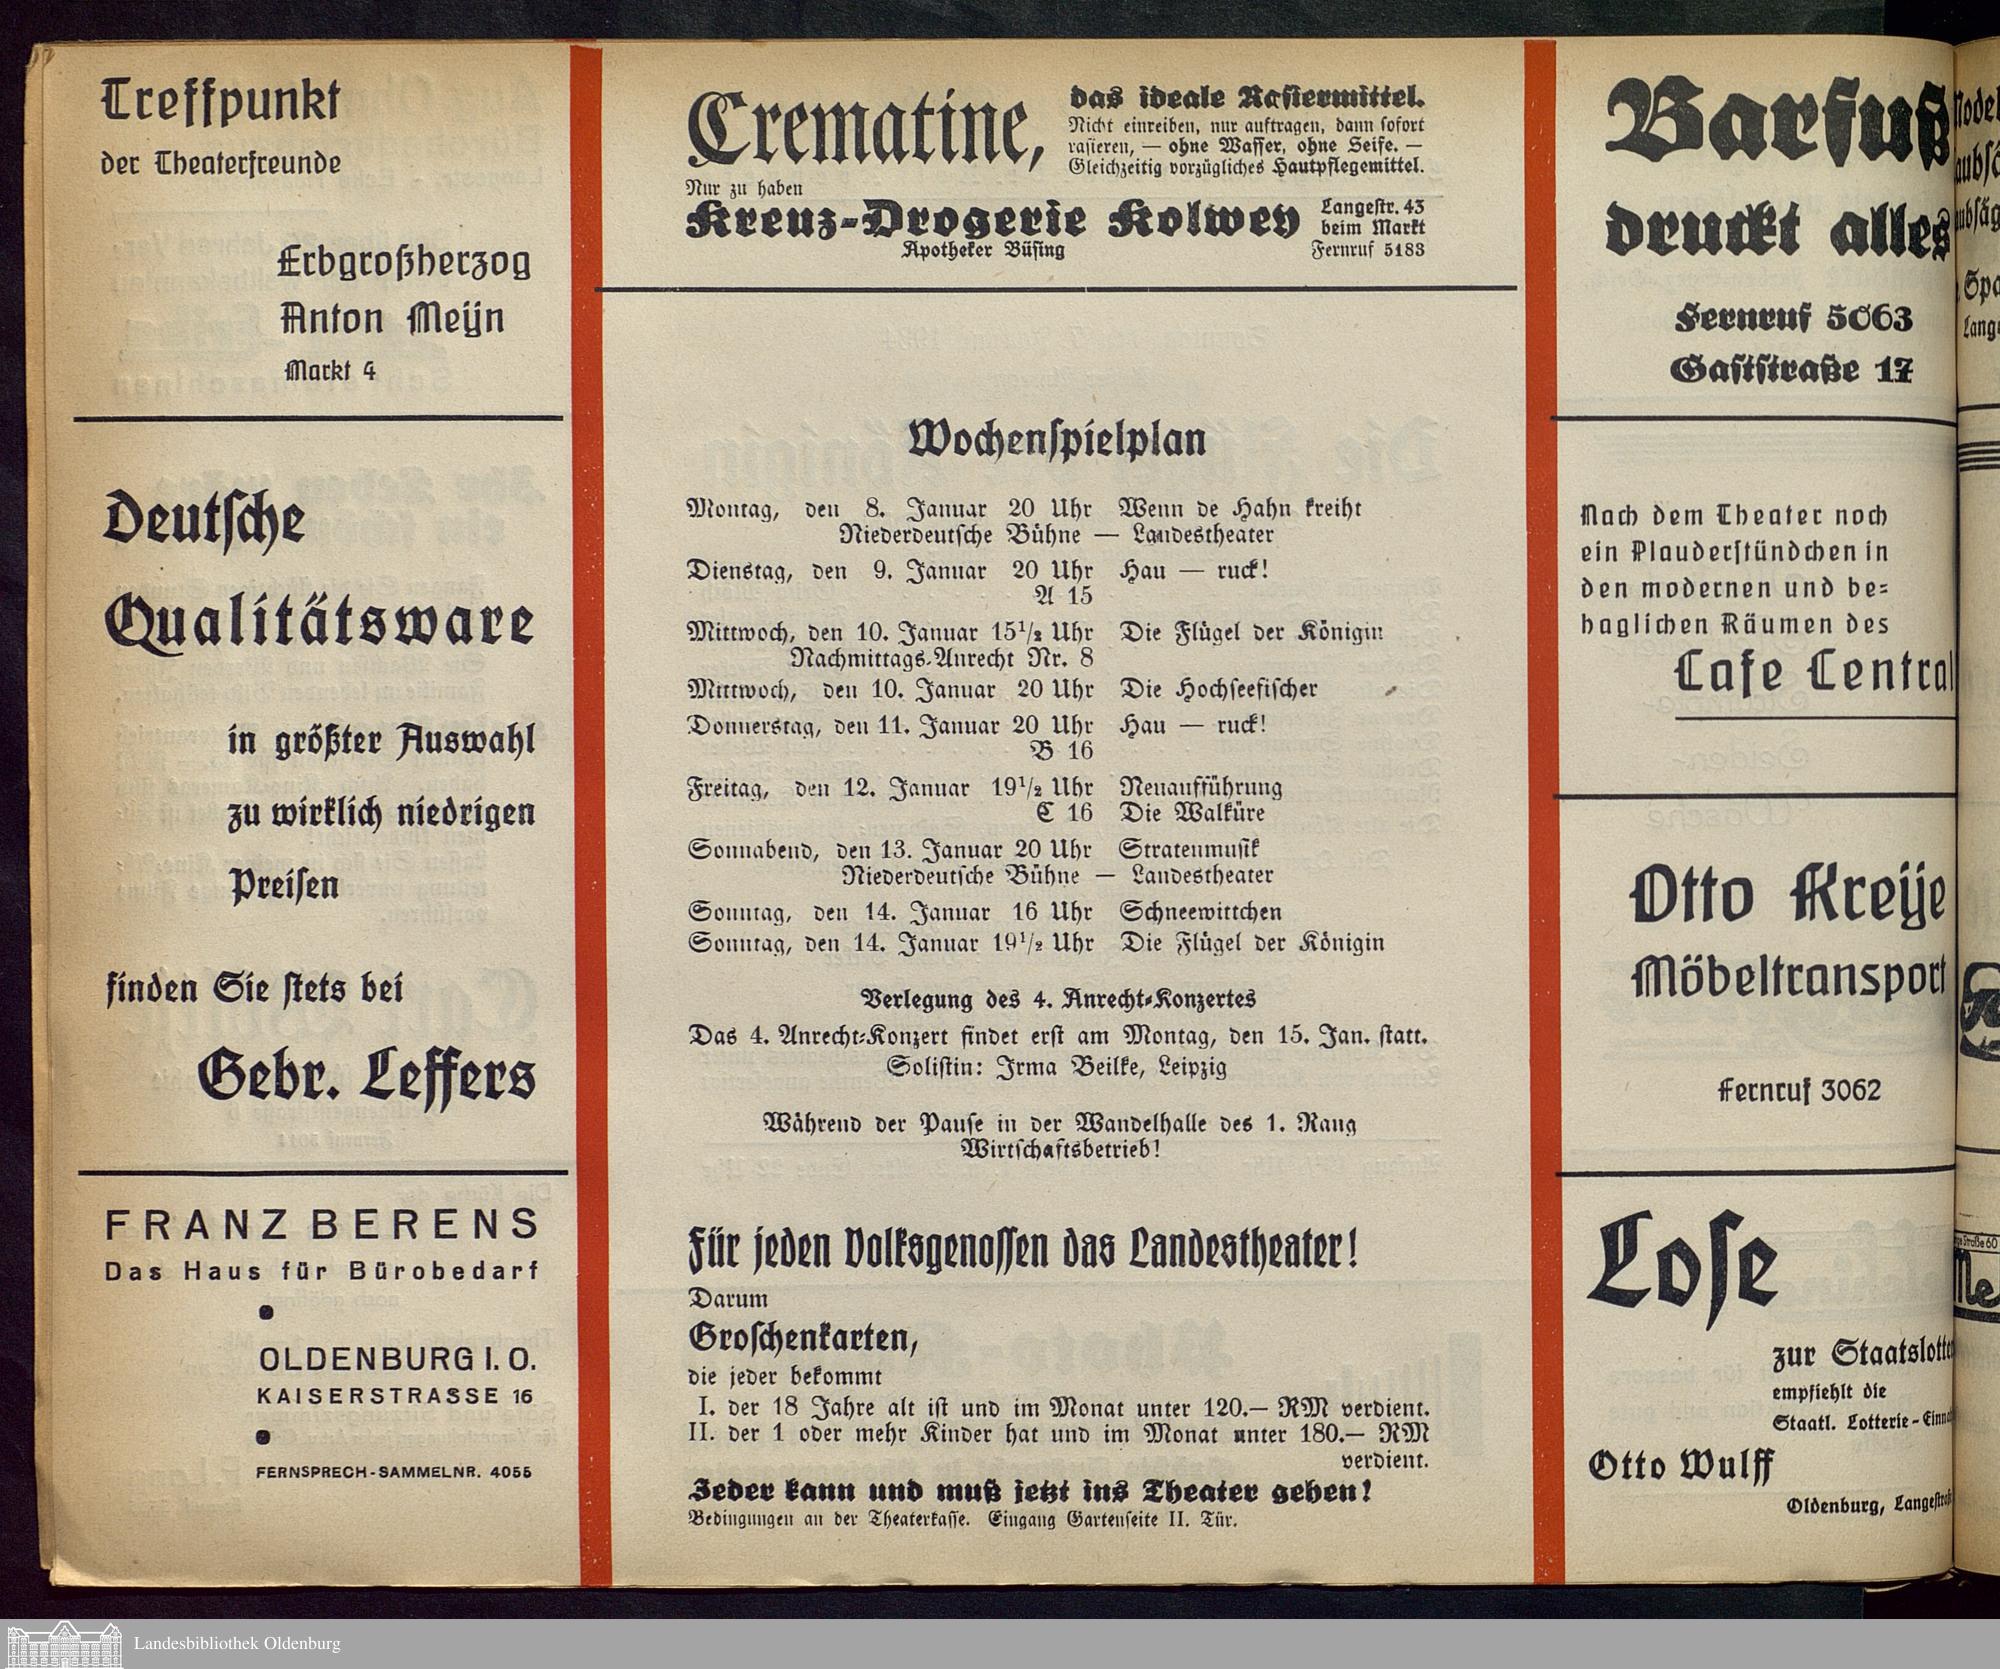 Treffpunkt
der Theaterfreunde
Erbgroßherzog
Anton Meijn
Markt 4
Deutsche
Qualitätsware
in größter Auswahl
zu wirklich niedrigen
Preisen
finden Sie stets bei
Gebr. Leffers
FRANZ BERENS
Das Haus für Bürobedarf
OLDENBURG I. O.
KAISERSTRASSE 16
FERNSPRECH-SAMMELNR. 4055
Crematine,
das ideale Rasiermittel.
Nicht einreiben, nur auftragen, dann sofort
rasieren, — ohne Wasser, ohne Seife. —
Gleichzeitig vorzügliches Hautpflegemittel.
Nur zu haben
Kreuz-Drogerie Kolwey
Apotheker Büsing
Langestr. 43
beim Markt
Fernruf 5183
Wochenspielplan
Montag, den 8. Januar 20 Uhr Wenn de Hahn kreiht
Niederdeutsche Bühne — Landestheater
Dienstag, den 9. Januar 20 Uhr Hau — ruck!
A 15
Mittwoch, den 10. Januar 15½ Uhr Die Flügel der Königin
Nachmittags-Anrecht Nr. 8
Mittwoch, den 10. Januar 20 Uhr Die Hochseefischer
Donnerstag, den 11. Januar 20 Uhr Hau — ruck!
B 16
Freitag, den 12. Januar 19½ Uhr Neuaufführung
C 16 Die Walküre
Sonnabend, den 13. Januar 20 Uhr Stratenmusik
Niederdeutsche Bühne — Landestheater
Sonntag, den 14. Januar 16 Uhr Schneewittchen
Sonntag, den 14. Januar 19½ Uhr Die Flügel der Königin
Verlegung des 4. Anrecht-Konzertes
Das 4. Anrecht-Konzert findet erst am Montag, den 15. Jan. statt.
Solistin: Irma Beilke, Leipzig
Während der Pause in der Wandelhalle des 1. Rang
Wirtschaftsbetrieb!
Für jeden Volksgenossen das Landestheater!
Darum
Groschenkarten,
die jeder bekommt
I. der 18 Jahre alt ist und im Monat unter 120.— RM verdient.
II. der 1 oder mehr Kinder hat und im Monat unter 180.— RM
verdient.
Jeder kann und muß jetzt ins Theater gehen!
Bedingungen an der Theaterkasse. Eingang Gartenseite II. Tür.
Barfuß
druckt alles
Fernruf 5063
Gaststraße 17
Nach dem Theater noch
ein Plauderstündchen in
den modernen und be-
haglichen Räumen des
Cafe Central
Otto Kreije
Möbeltransport
Fernruf 3062
Lose
zur Staatslotte
empfiehlt die
Staatl. Lotterie-Einna
Otto Wulff
Oldenburg, Langestraß
Landesbibliothek Oldenburg